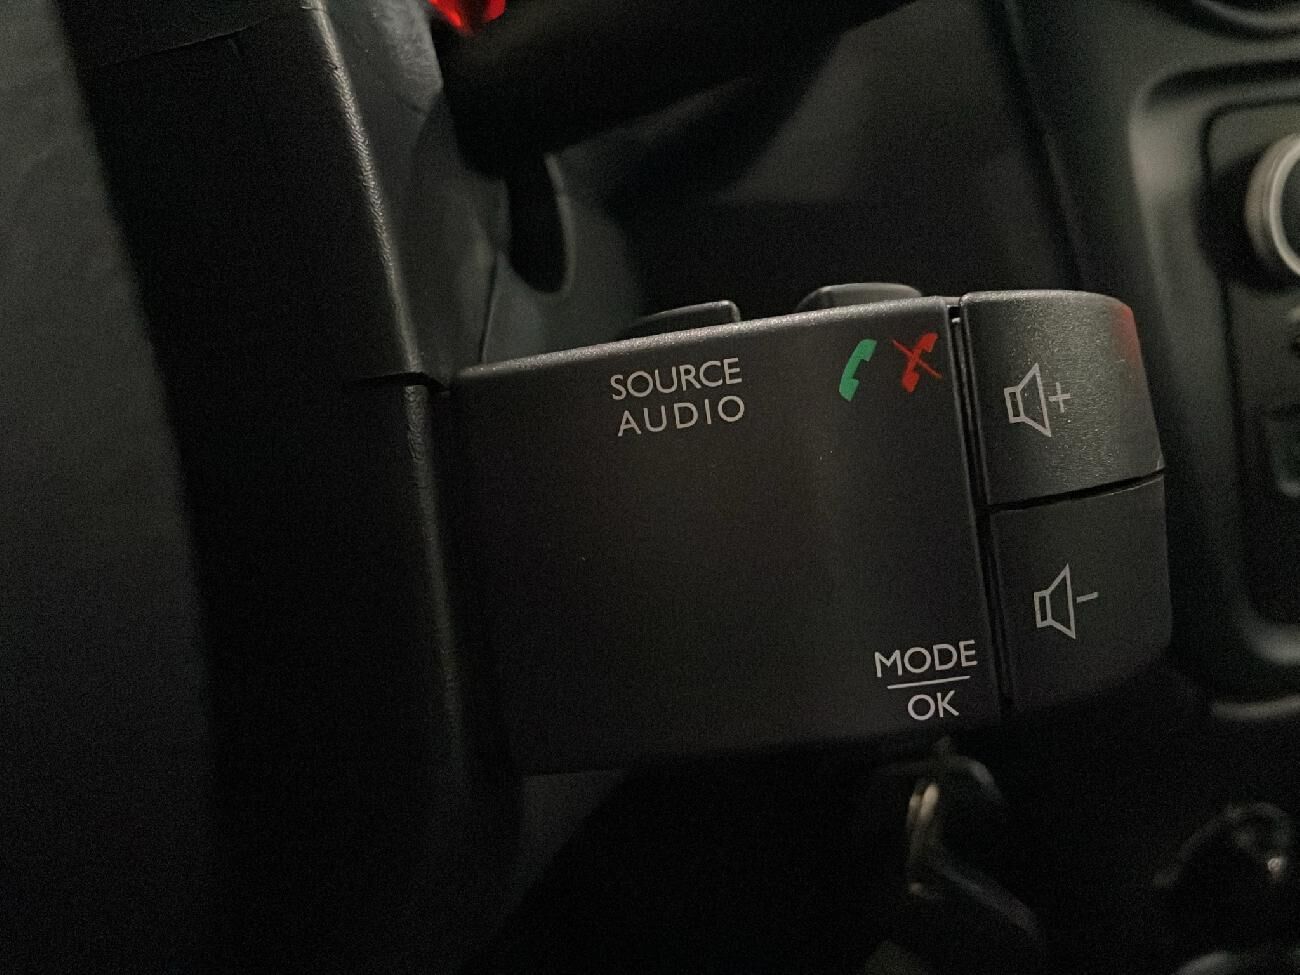 SOURCE
AUDIO
+
-
MODE
OK